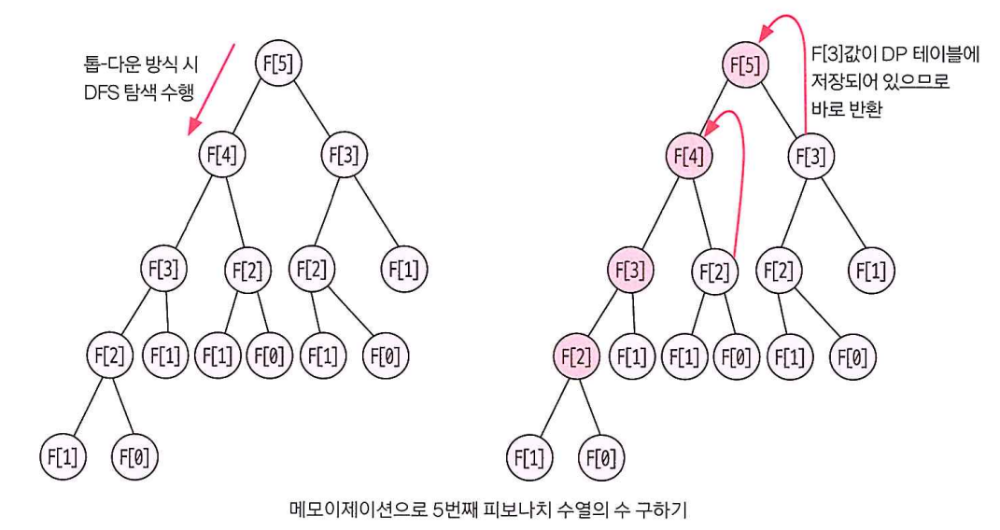 톱-다운 방식 시
DFS 탐색 수행
F[5]
F[4]
F[3]
F[3]
F[2]
F[2]
F[1]
F[2]
F[1]
F[1]
F[0]
F[1]
F[0]
F[1]
F[0]
F[3]값이 DP 테이블에
저장되어 있으므로
바로 반환
F[5]
F[4]
F[3]
F[3]
F[2]
F[2]
F[1]
F[2]
F[1]
F[1]
F[0]
F[1]
F[0]
F[1]
F[0]
메모이제이션으로 5번째 피보나치 수열의 수 구하기